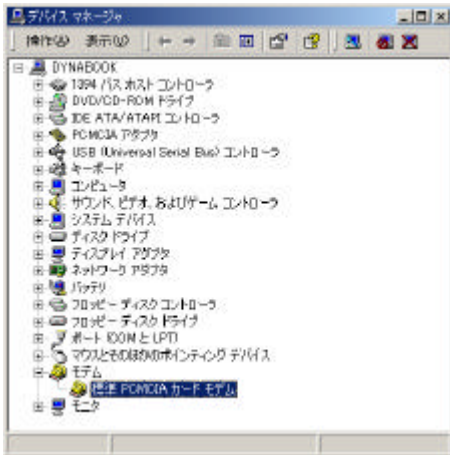 デバイス マネージャ
操作(A) 表示(V)
DYNABOOK
1394 バス ホスト コントローラ
DVD/CD-ROM ドライブ
IDE ATA/ATAPI コントローラ
PCMCIA アダプタ
USB (Universal Serial Bus) コントローラ
キーボード
コンピュータ
サウンド、ビデオ、およびゲーム コントローラ
システム デバイス
ディスク ドライブ
ディスプレイ アダプタ
ネットワーク アダプタ
バッテリ
フロッピー ディスク コントローラ
フロッピー ディスク ドライブ
ポート (COM と LPT)
マウスとそのほかのポインティング デバイス
モデム
標準 PCMCIA カード モデム
モニタ